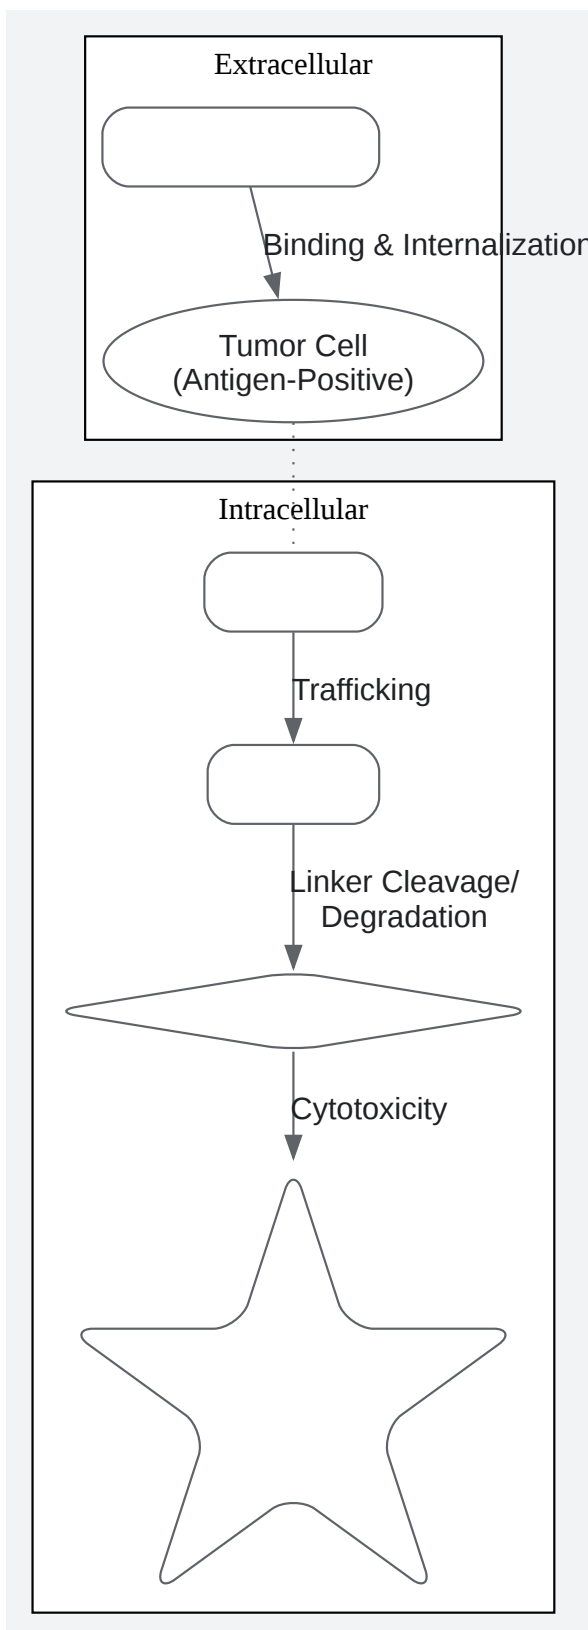 Extracellular
Binding & Internalization
Tumor Cell
(Antigen-Positive)
Intracellular
Trafficking
Linker Cleavage/
Degradation
Cytotoxicity